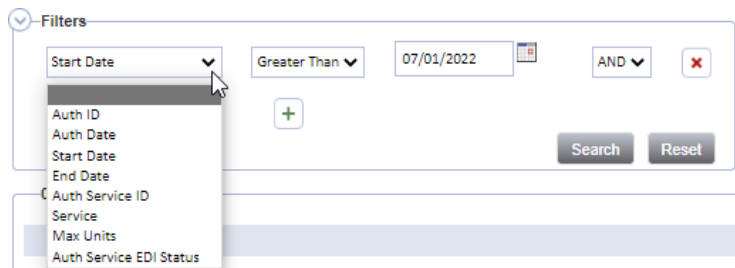 Filters
Start Date Greater Than 07/01/2022 AND
Auth ID
Auth Date
Start Date
End Date
Auth Service ID
Service
Max Units
Auth Service EDI Status
Search Reset